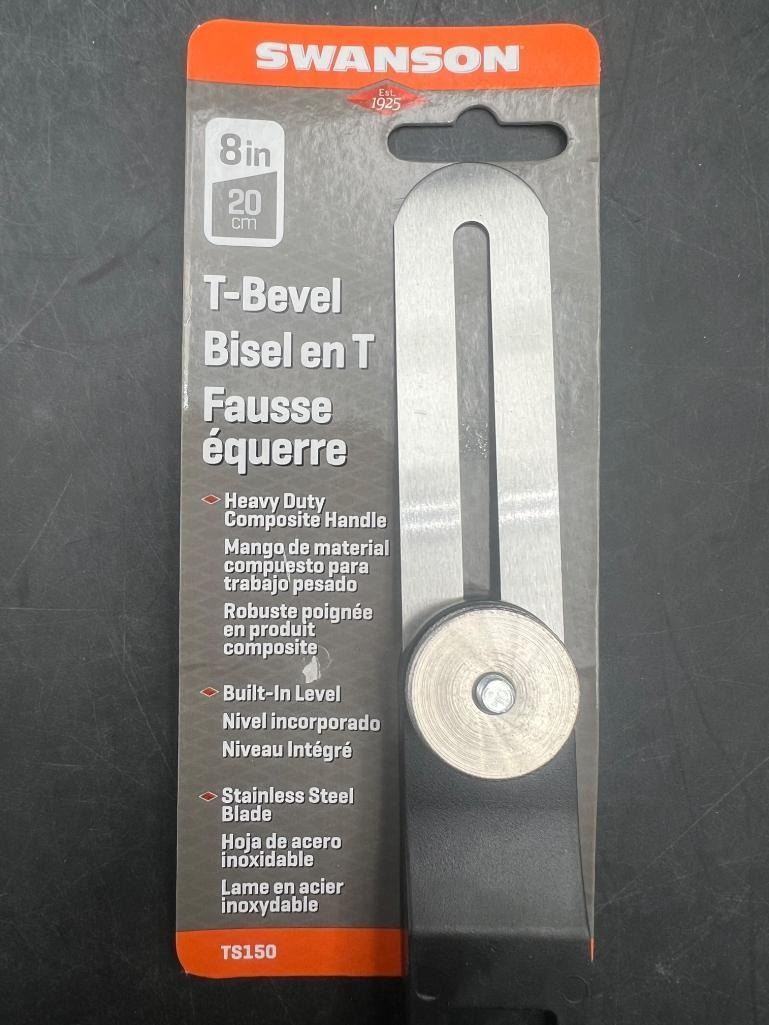 SWANSON
Est.
1925
8in
20
cm
T-Bevel
Bisel en T
Fausse
équerre
Heavy Duty
Composite Handle
Mango de material
compuesto para
trabajo pesado
Robuste poignée
en produit
composite
Built-In Level
Nivel incorporado
Niveau Intégré
Stainless Steel
Blade
Hoja de acero
inoxidable
Lame en acier
inoxydable
TS150